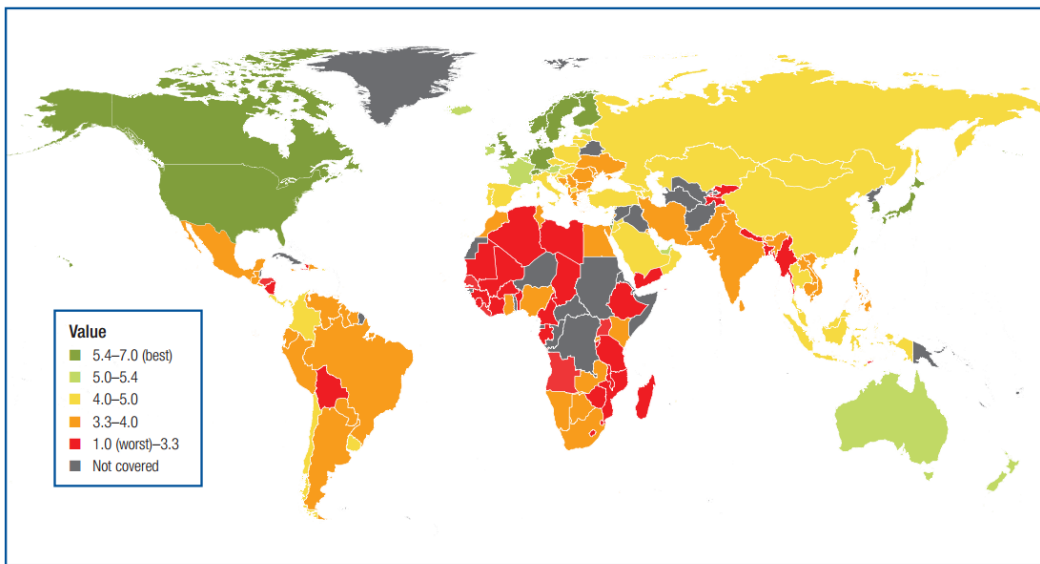 Value
5.4–7.0 (best)
5.0–5.4
4.0–5.0
3.3–4.0
1.0 (worst)–3.3
Not covered